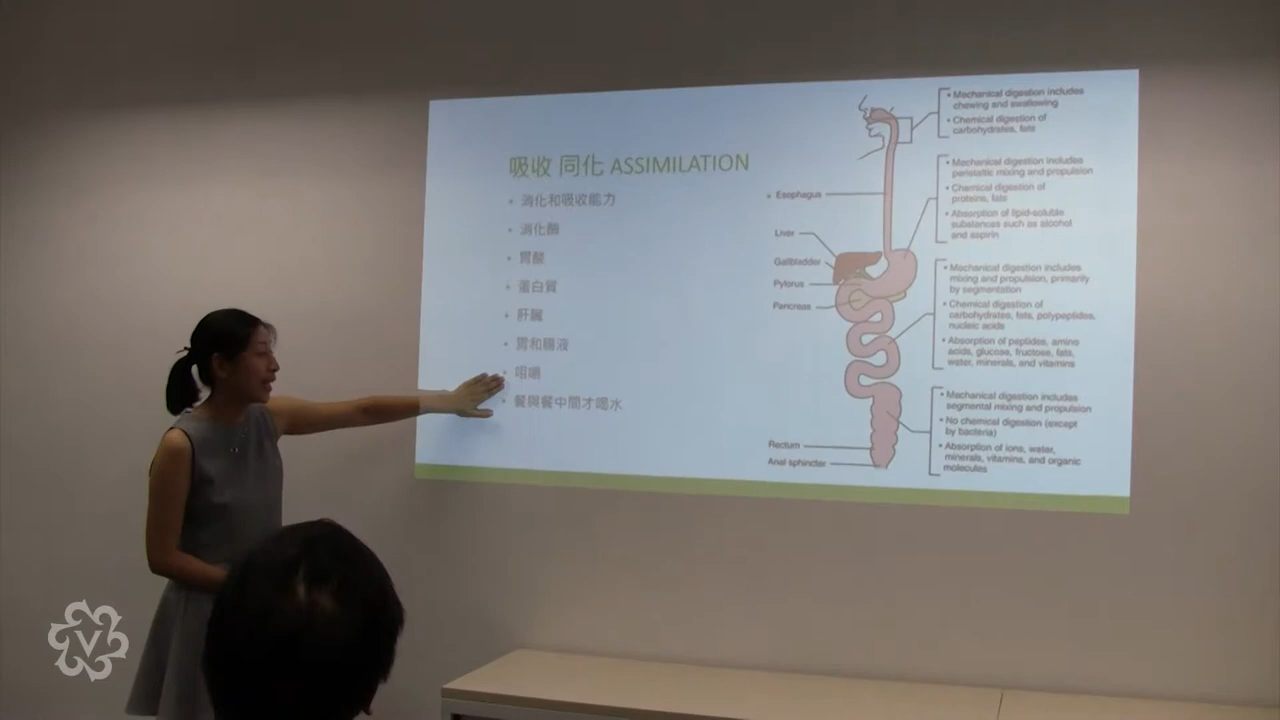 吸收 同化 ASSIMILATION
• 消化和吸收能力
• 消化酶
• 胃酸
• 蛋白質
• 肝臟
• 胃和腸液
• 咀嚼
• 餐與餐中間才喝水
Esophagus
Liver
Gallbladder
Pylorus
Pancreas
Rectum
Anal sphincter
• Mechanical digestion includes
chewing and swallowing
• Chemical digestion of
carbohydrates, fats
• Mechanical digestion includes
peristaltic mixing and propulsion
• Chemical digestion of
proteins, fats
• Absorption of lipid-soluble
substances such as alcohol
and aspirin
• Mechanical digestion includes
mixing and propulsion, primarily
by segmentation
• Chemical digestion of
carbohydrates, fats, polypeptides,
nucleic acids
• Absorption of peptides, amino
acids, glucose, fructose, fats,
water, minerals, and vitamins
• Mechanical digestion includes
segmental mixing and propulsion
• No chemical digestion (except
by bacteria)
• Absorption of ions, water,
minerals, vitamins, and organic
molecules
V